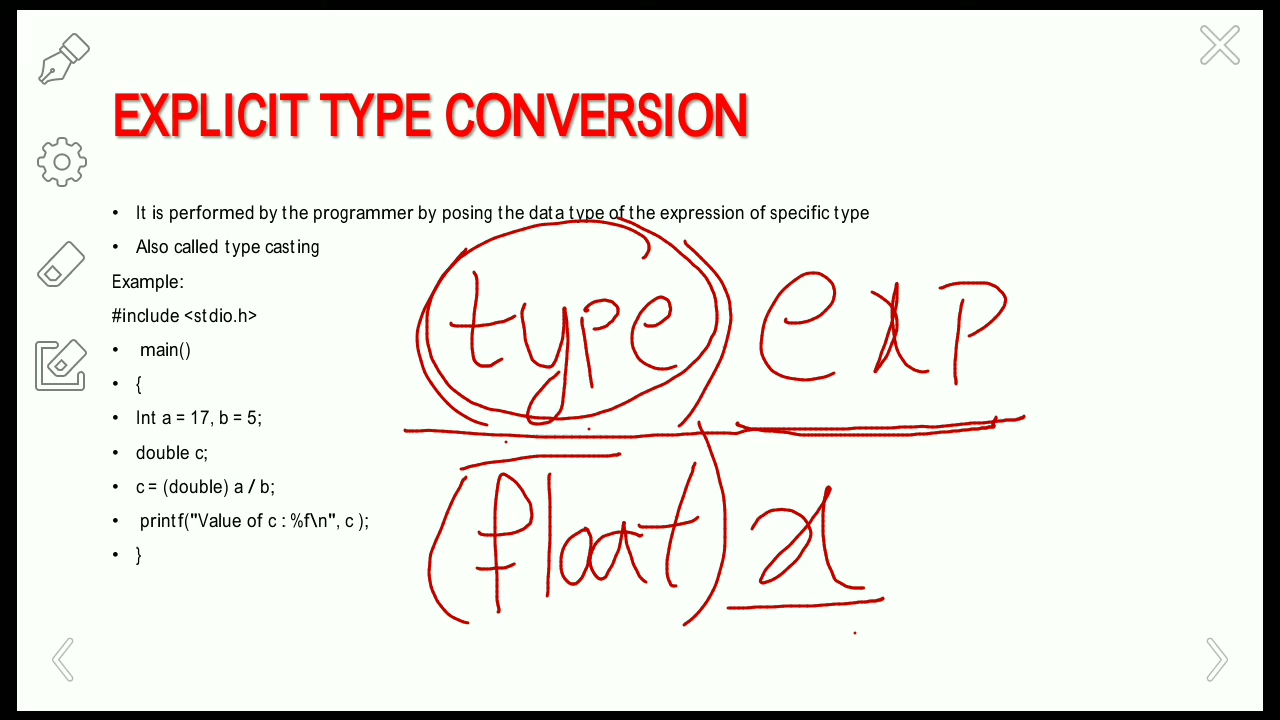 EXPLICIT TYPE CONVERSION
• It is performed by the programmer by posing the data type of the expression of specific type
• Also called type casting
Example:
#include <stdio.h>
• main()
• {
• Int a = 17, b = 5;
• double c;
• c = (double) a / b;
• printf("Value of c : %f\n", c );
• }
(type) exp
(float) x